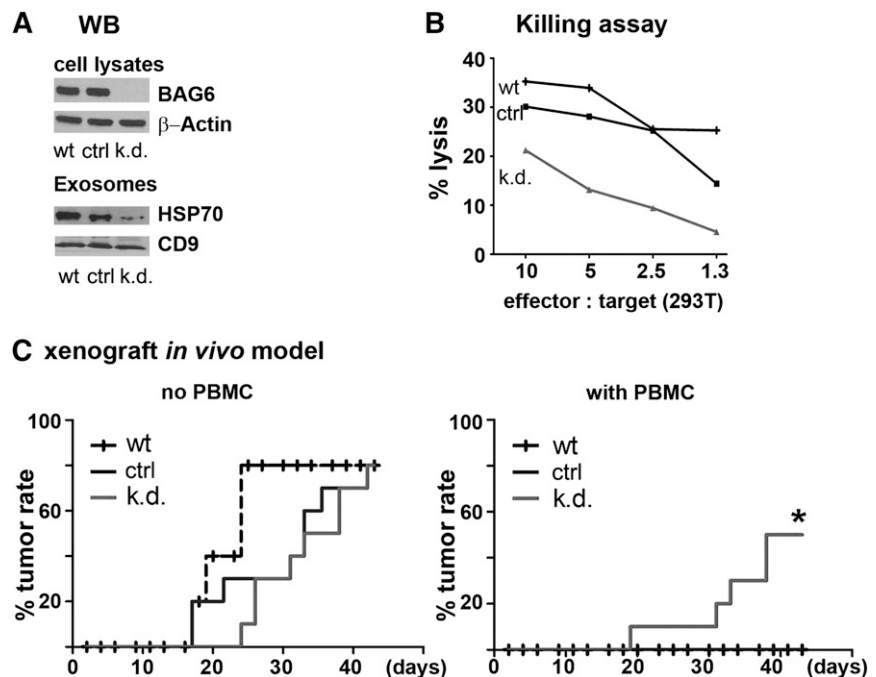 A WB
cell lysates
BAG6
β–Actin
wt ctrl k.d.
Exosomes
HSP70
CD9
wt ctrl k.d.
B Killing assay
% lysis
40
30
20
10
0
wt
ctrl
k.d.
10 5 2.5 1.3
effector : target (293T)
C xenograft in vivo model
no PBMC
% tumor rate
100
60
20
wt
ctrl
k.d.
0 10 20 30 40 (days)
with PBMC
% tumor rate
100
60
20
wt
ctrl
k.d.
*
0 10 20 30 40 (days)